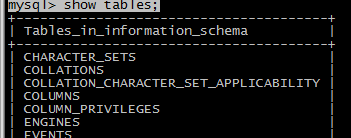 mysql> show tables;
+---------------------------------------+
| Tables_in_information_schema |
+---------------------------------------+
| CHARACTER_SETS
| COLLATIONS
| COLLATION_CHARACTER_SET_APPLICABILITY |
| COLUMNS
| COLUMN_PRIVILEGES
| ENGINES
| EVENTS